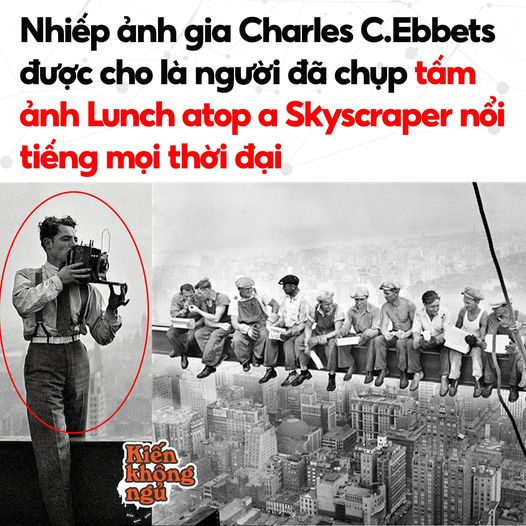 Nhiếp ảnh gia Charles C.Ebbets
được cho là người đã chụp tấm
ảnh Lunch atop a Skyscraper nổi
tiếng mọi thời đại
Kiến
không
ngủ